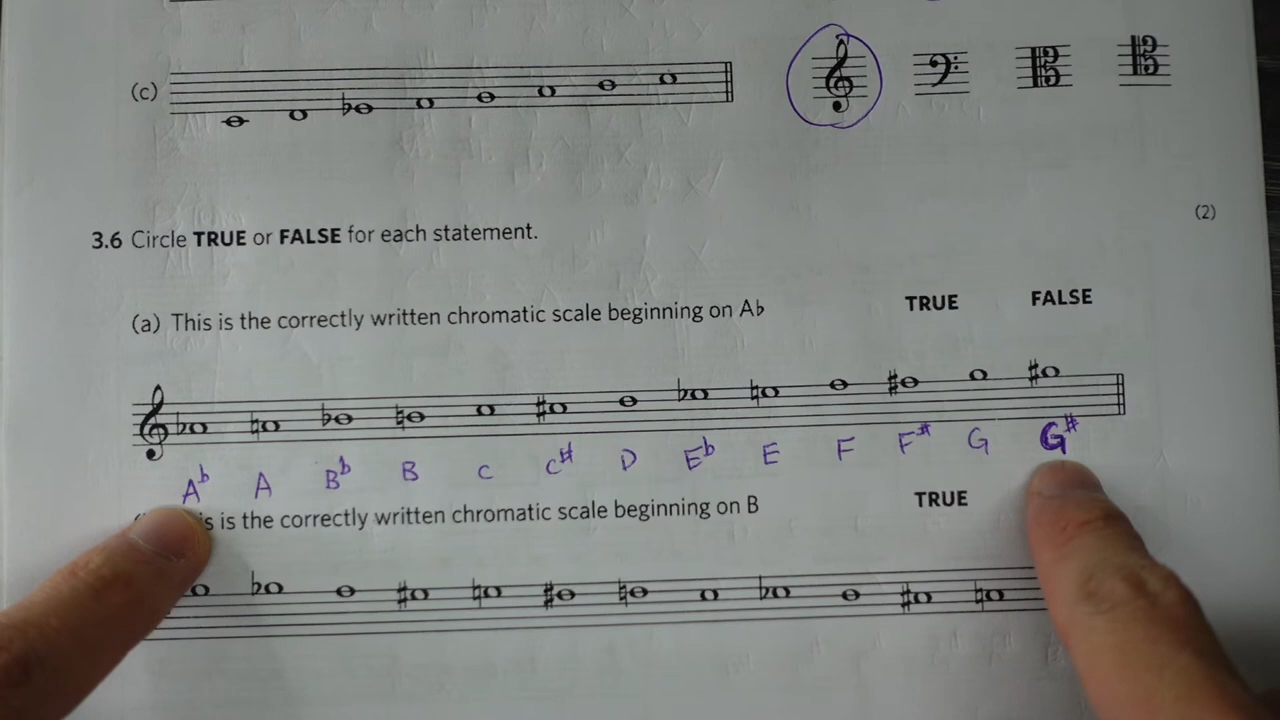 (c)
(2)
3.6 Circle TRUE or FALSE for each statement.
(a) This is the correctly written chromatic scale beginning on A♭ TRUE FALSE
A♭ A B♭ B C C# D E♭ E F F# G G#
is the correctly written chromatic scale beginning on B TRUE